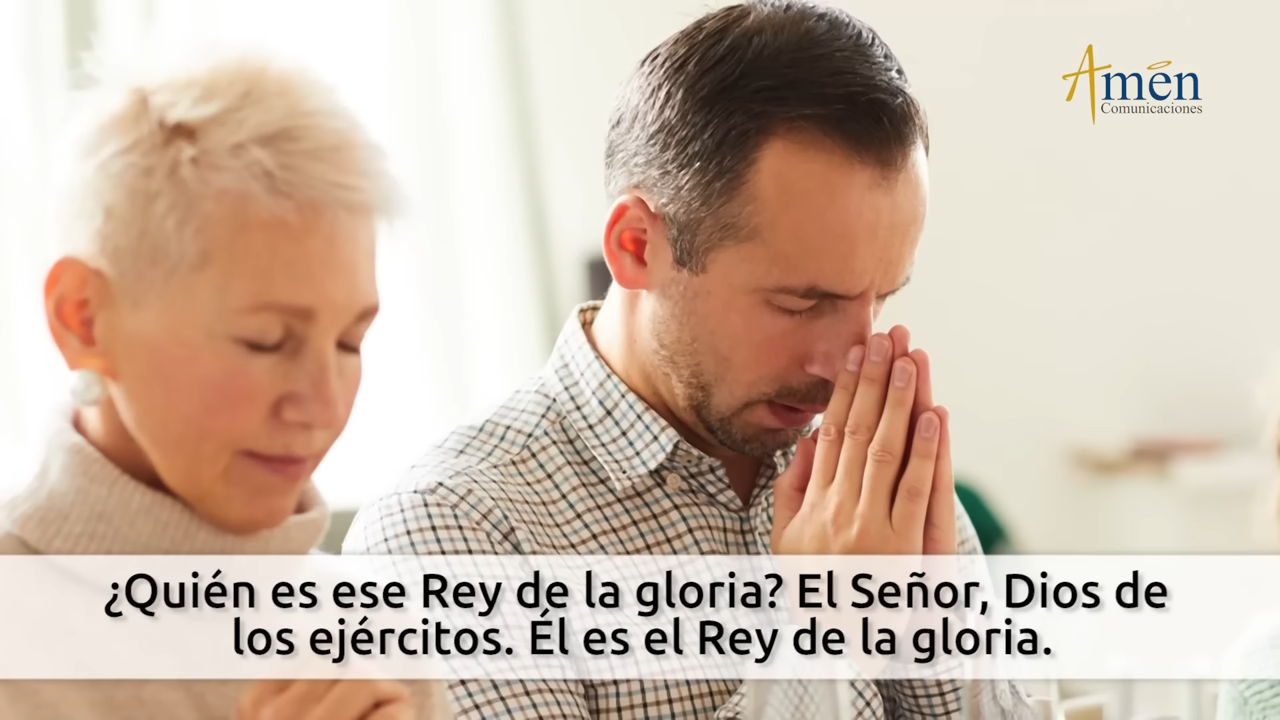 Amén
Comunicaciones
¿Quién es ese Rey de la gloria? El Señor, Dios de
los ejércitos. Él es el Rey de la gloria.